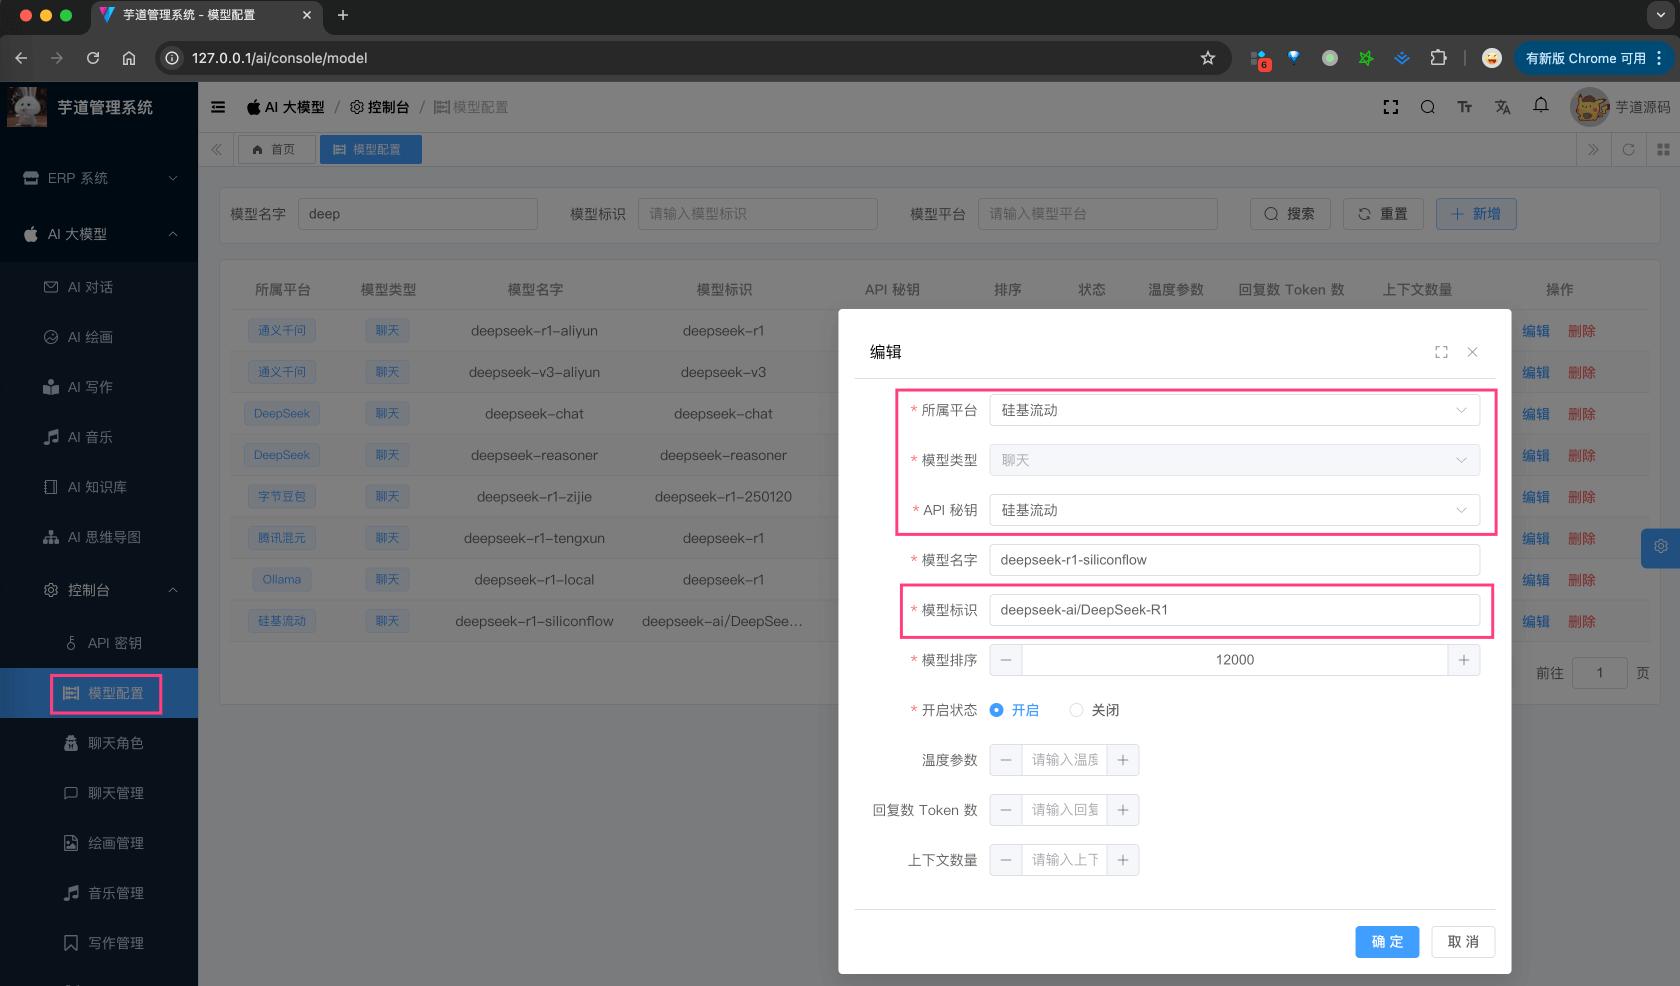 芋道管理系统 - 模型配置
127.0.0.1/ai/console/model
6
有新版 Chrome 可用
芋道管理系统
AI 大模型 / 控制台 / 模型配置
芋道源码
首页
模型配置
ERP 系统
AI 大模型
AI 对话
AI 绘画
AI 写作
AI 音乐
AI 知识库
AI 思维导图
控制台
API 密钥
模型配置
聊天角色
聊天管理
绘画管理
音乐管理
写作管理
模型名字 deep 模型标识 请输入模型标识 模型平台 请输入模型平台 搜索 重置 新增
所属平台 模型类型 模型名字 模型标识 API 秘钥 排序 状态 温度参数 回复数 Token 数 上下文数量 操作
通义千问 聊天 deepseek-r1-aliyun deepseek-r1 编辑 删除
通义千问 聊天 deepseek-v3-aliyun deepseek-v3 编辑 删除
DeepSeek 聊天 deepseek-chat deepseek-chat 编辑 删除
DeepSeek 聊天 deepseek-reasoner deepseek-reasoner 编辑 删除
字节豆包 聊天 deepseek-r1-zijie deepseek-r1-250120 编辑 删除
腾讯混元 聊天 deepseek-r1-tengxun deepseek-r1 编辑 删除
Ollama 聊天 deepseek-r1-local deepseek-r1 编辑 删除
硅基流动 聊天 deepseek-r1-siliconflow deepseek-ai/DeepSee... 编辑 删除
前往 1 页
编辑
* 所属平台 硅基流动
* 模型类型 聊天
* API 秘钥 硅基流动
* 模型名字 deepseek-r1-siliconflow
* 模型标识 deepseek-ai/DeepSeek-R1
* 模型排序 12000
* 开启状态 开启 关闭
温度参数 请输入温度
回复数 Token 数 请输入回复
上下文数量 请输入上下
确 定 取 消